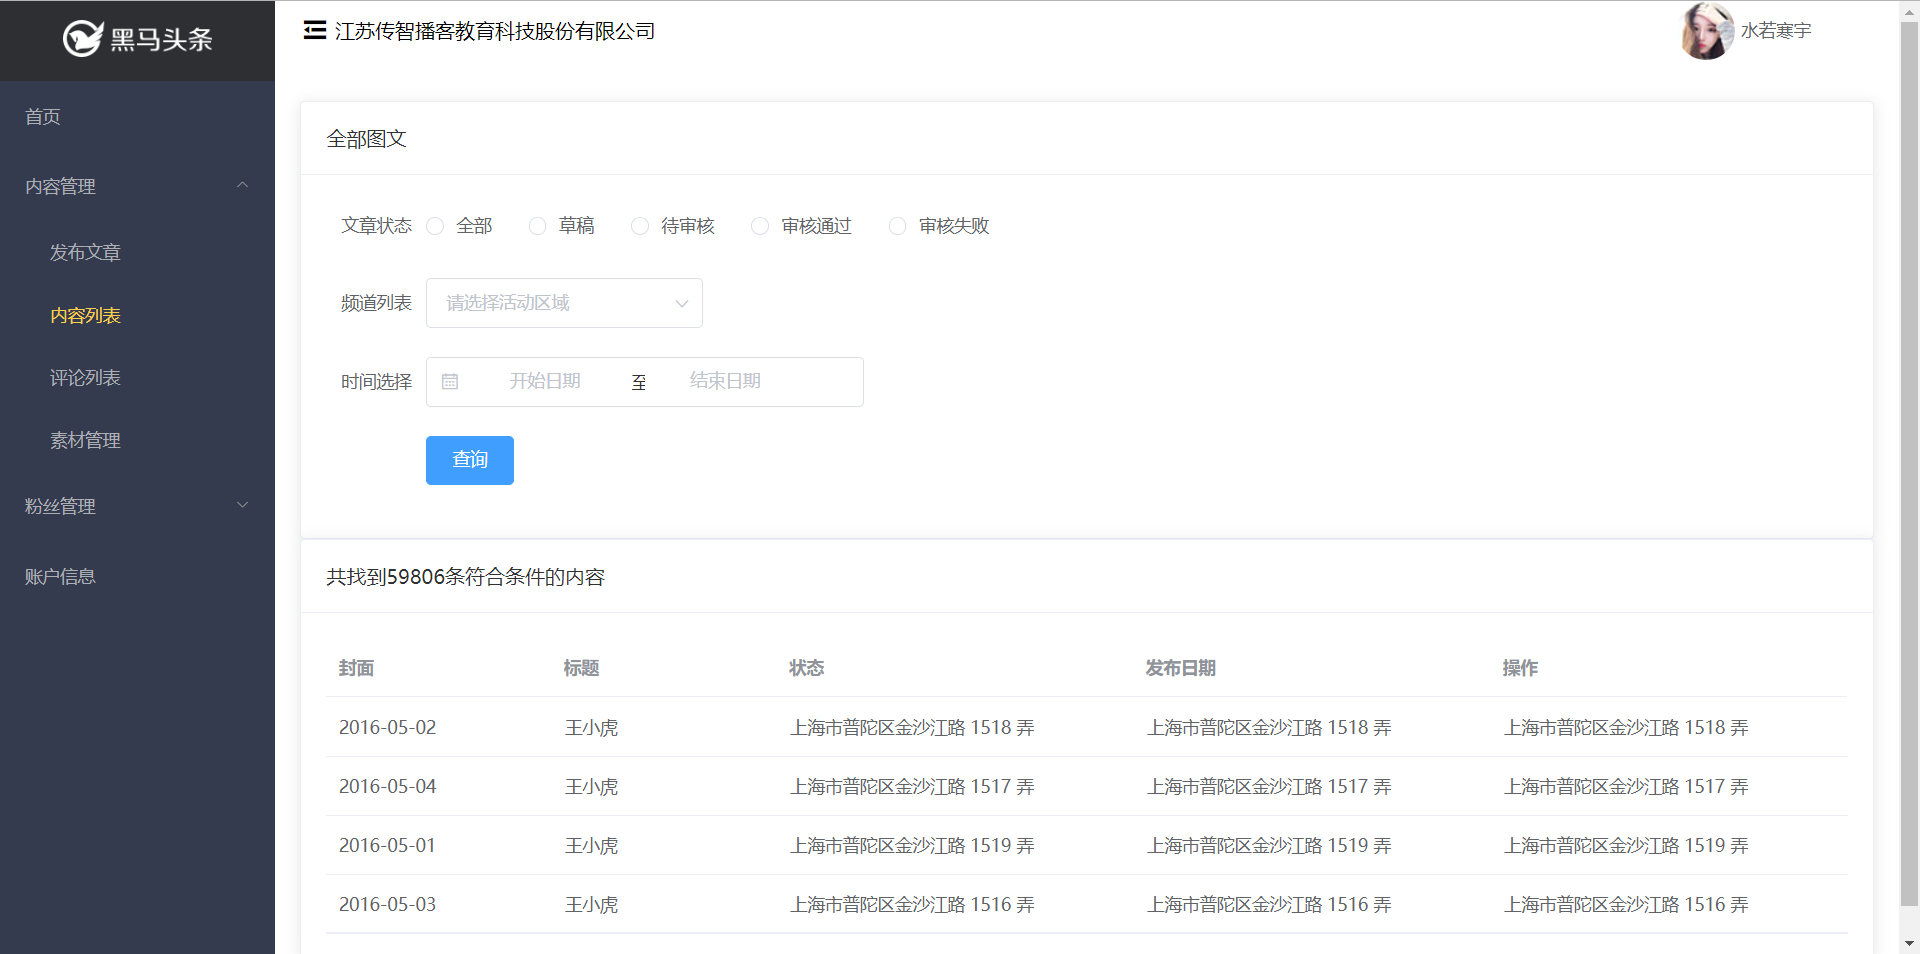 黑马头条
江苏传智播客教育科技股份有限公司
水若寒宇
首页
内容管理
发布文章
内容列表
评论列表
素材管理
粉丝管理
账户信息
全部图文
文章状态 全部 草稿 待审核 审核通过 审核失败
频道列表 请选择活动区域
时间选择 开始日期 至 结束日期
查询
共找到59806条符合条件的内容
封面 标题 状态 发布日期 操作
2016-05-02 王小虎 上海市普陀区金沙江路 1518 弄 上海市普陀区金沙江路 1518 弄 上海市普陀区金沙江路 1518 弄
2016-05-04 王小虎 上海市普陀区金沙江路 1517 弄 上海市普陀区金沙江路 1517 弄 上海市普陀区金沙江路 1517 弄
2016-05-01 王小虎 上海市普陀区金沙江路 1519 弄 上海市普陀区金沙江路 1519 弄 上海市普陀区金沙江路 1519 弄
2016-05-03 王小虎 上海市普陀区金沙江路 1516 弄 上海市普陀区金沙江路 1516 弄 上海市普陀区金沙江路 1516 弄